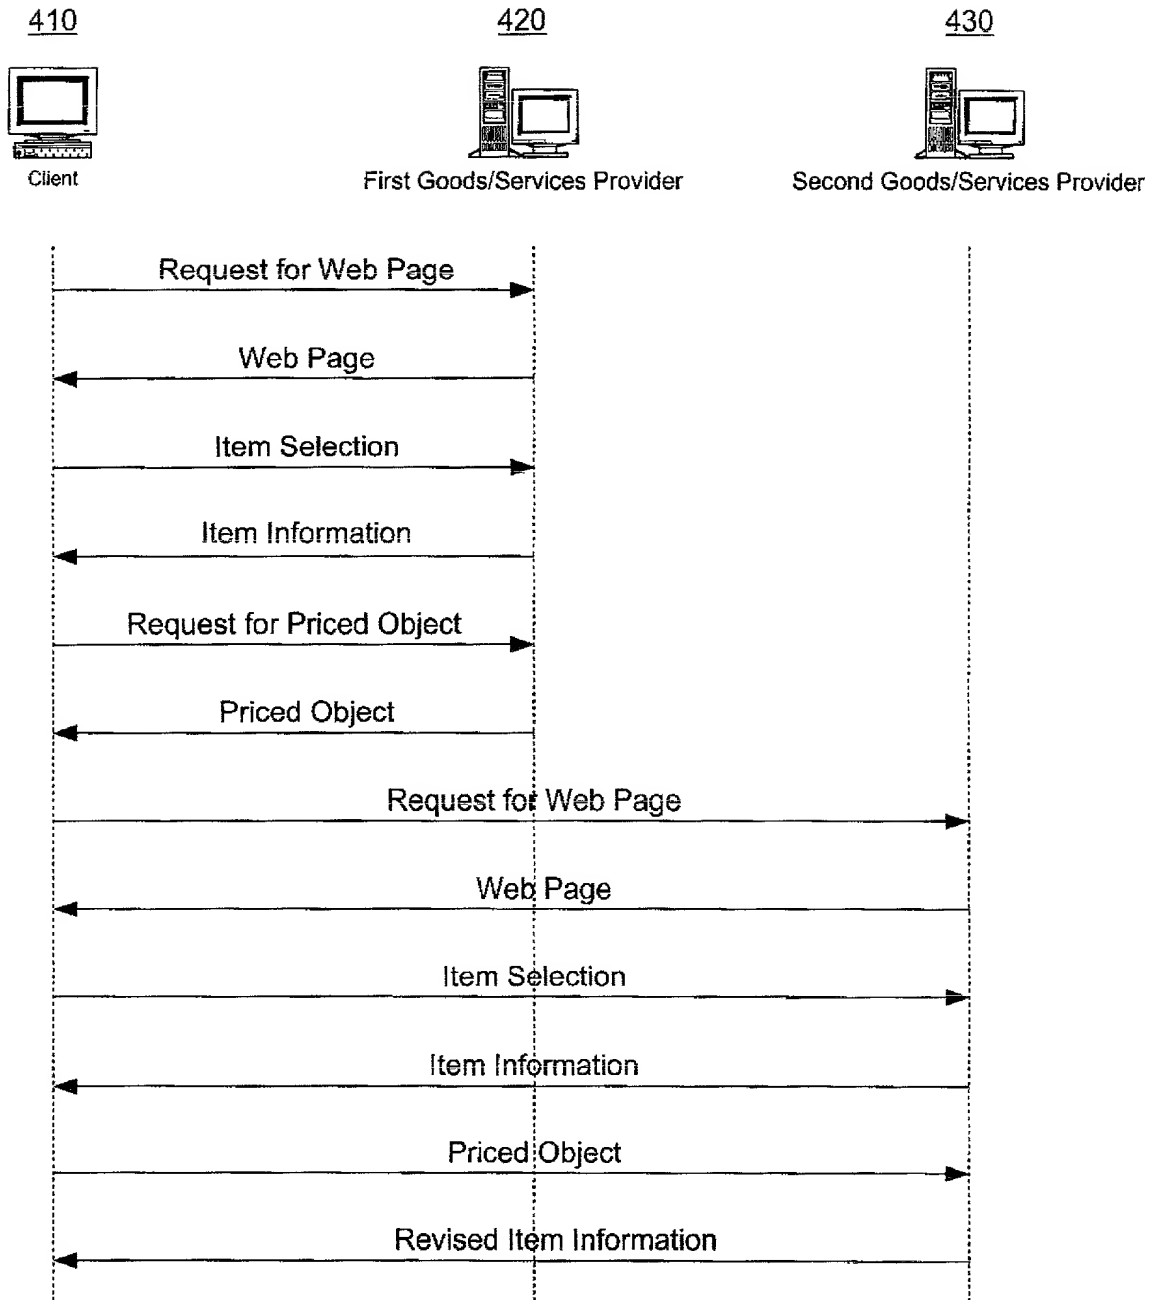 410
420
430
Client
First Goods/Services Provider
Second Goods/Services Provider
Request for Web Page
Web Page
Item Selection
Item Information
Request for Priced Object
Priced Object
Request for Web Page
Web Page
Item Selection
Item Information
Priced Object
Revised Item Information